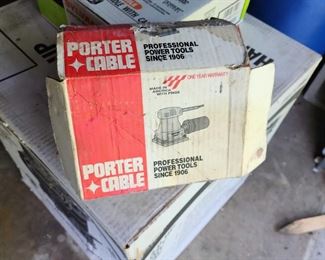 PORTER
CABLE
PROFESSIONAL
POWER TOOLS
SINCE 1906
MADE IN
AMERICA
WITH PRIDE
ONE YEAR WARRANTY
PORTER
CABLE
PROFESSIONAL
POWER TOOLS
SINCE 1906